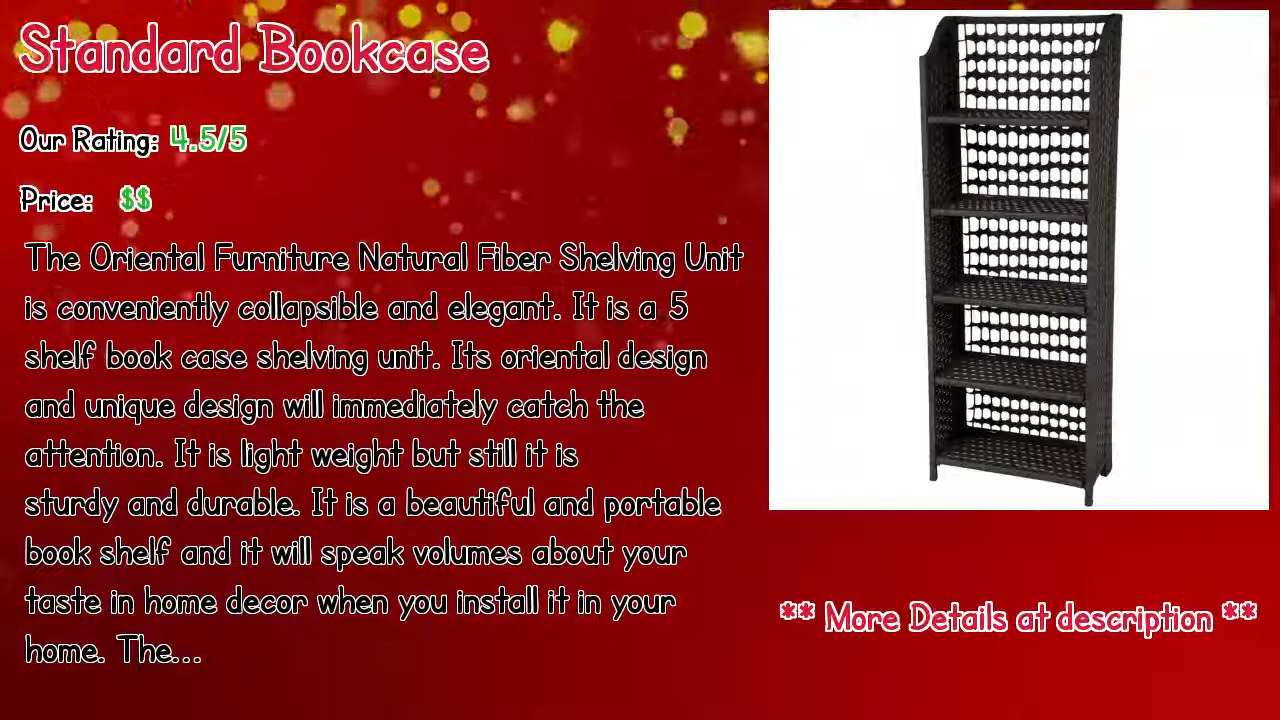 Standard Bookcase
Our Rating: 4.5/5
Price: $$
The Oriental Furniture Natural Fiber Shelving Unit
is conveniently collapsible and elegant. It is a 5
shelf book case shelving unit. Its oriental design
and unique design will immediately catch the
attention. It is light weight but still it is
sturdy and durable. It is a beautiful and portable
book shelf and it will speak volumes about your
taste in home decor when you install it in your
home. The...
** More Details at description **